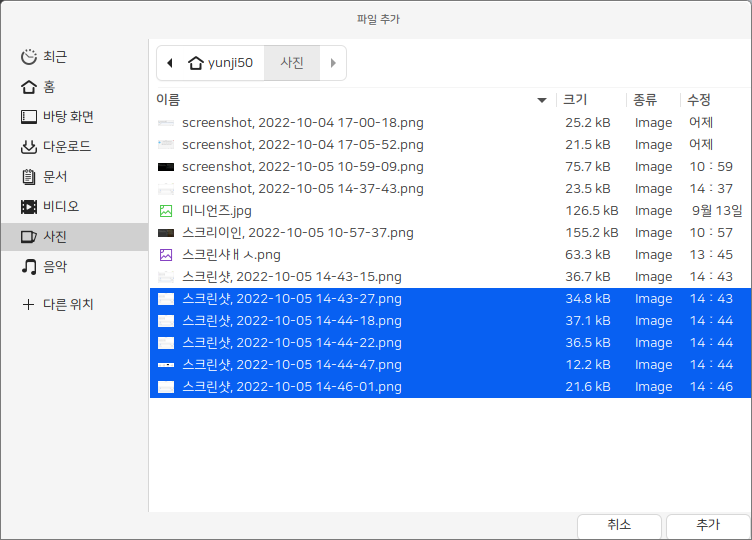 파일 추가
최근
홈
바탕 화면
다운로드
문서
비디오
사진
음악
다른 위치
yunji50 사진
이름 크기 종류 수정
screenshot, 2022-10-04 17-00-18.png 25.2 kB Image 어제
screenshot, 2022-10-04 17-05-52.png 21.5 kB Image 어제
screenshot, 2022-10-05 10-59-09.png 75.7 kB Image 10 : 59
screenshot, 2022-10-05 14-37-43.png 23.5 kB Image 14 : 37
미니언즈.jpg 126.5 kB Image 9월 13일
스크리이인, 2022-10-05 10-57-37.png 155.2 kB Image 10 : 57
스크린샤ㅐㅅ.png 63.3 kB Image 13 : 45
스크린샷, 2022-10-05 14-43-15.png 36.7 kB Image 14 : 43
스크린샷, 2022-10-05 14-43-27.png 34.8 kB Image 14 : 43
스크린샷, 2022-10-05 14-44-18.png 37.1 kB Image 14 : 44
스크린샷, 2022-10-05 14-44-22.png 36.5 kB Image 14 : 44
스크린샷, 2022-10-05 14-44-47.png 12.2 kB Image 14 : 44
스크린샷, 2022-10-05 14-46-01.png 21.6 kB Image 14 : 46
취소 추가